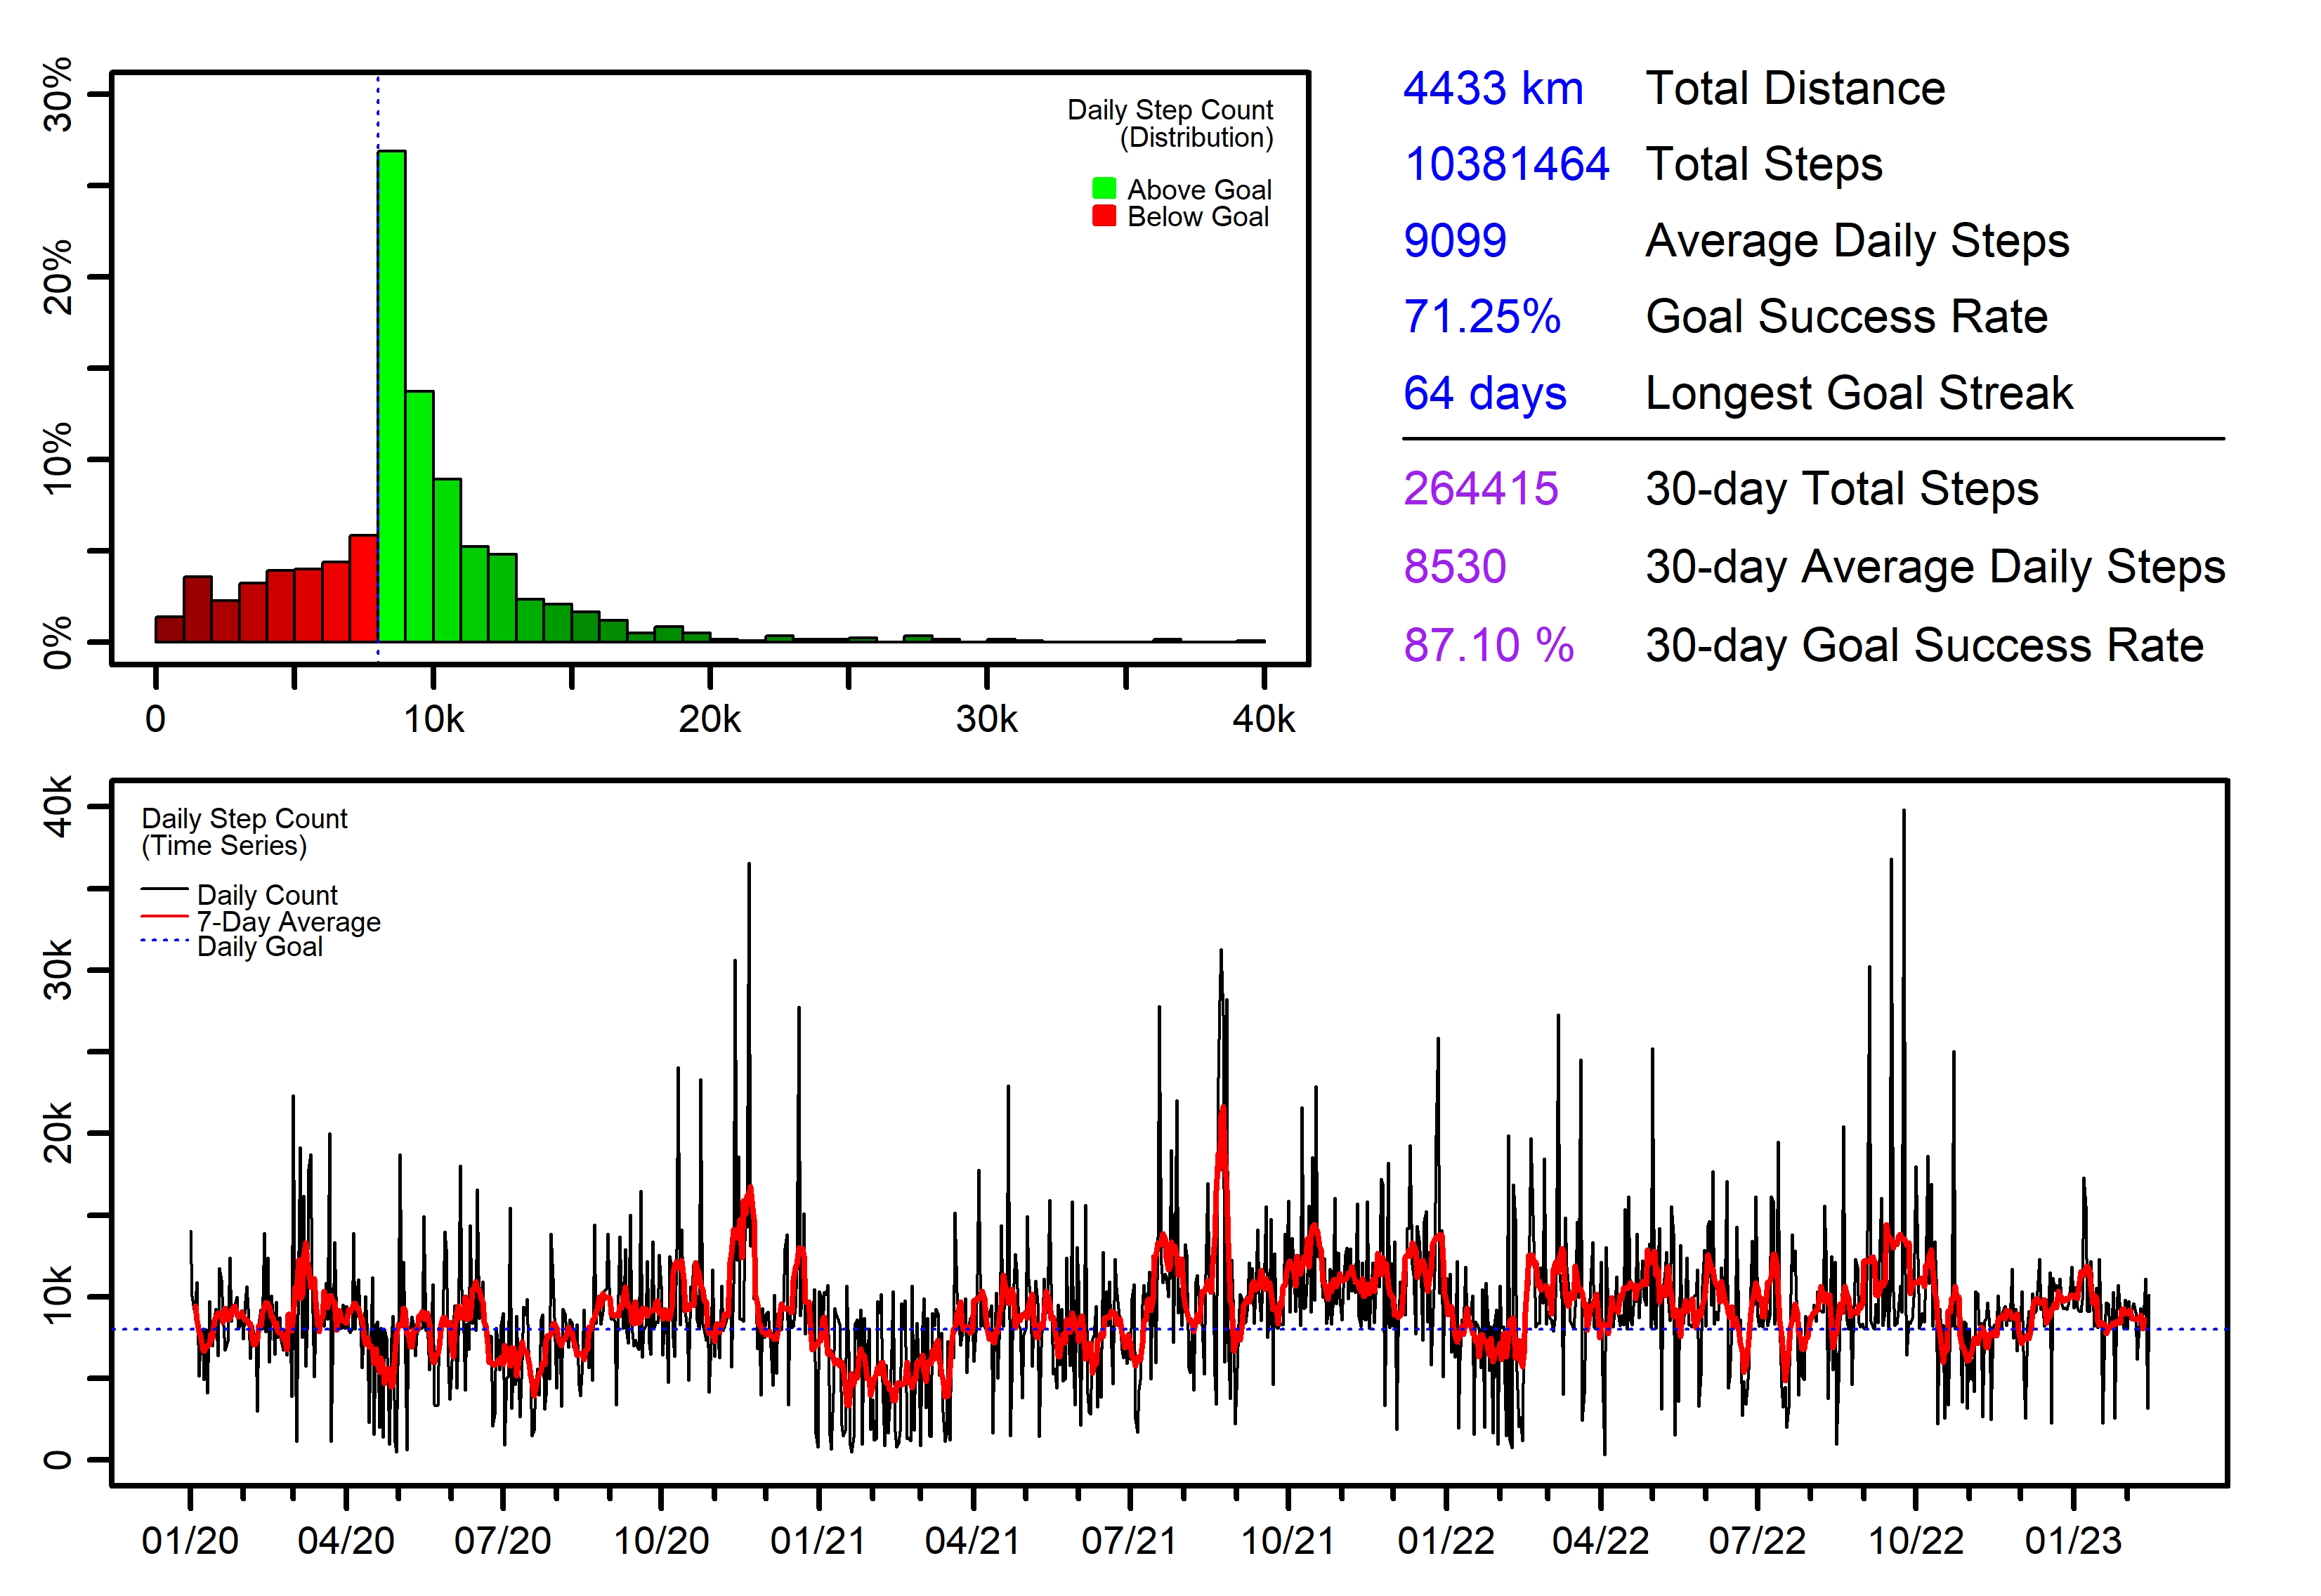 30%
20%
10%
0%
Daily Step Count
(Distribution)
Above Goal
Below Goal
0
10k
20k
30k
40k
4433 km Total Distance
10381464 Total Steps
9099 Average Daily Steps
71.25% Goal Success Rate
64 days Longest Goal Streak
264415 30-day Total Steps
8530 30-day Average Daily Steps
87.10 % 30-day Goal Success Rate
40k
30k
20k
10k
0
Daily Step Count
(Time Series)
Daily Count
7-Day Average
Daily Goal
01/20
04/20
07/20
10/20
01/21
04/21
07/21
10/21
01/22
04/22
07/22
10/22
01/23